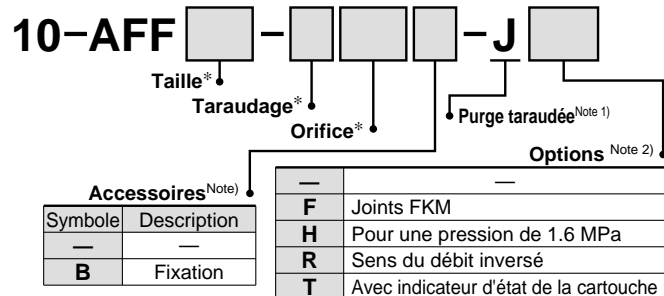 10-AFF - - J
Taille*
Taraudage*
Orifice*
Purge taraudée Note 1)
Options Note 2)
Accessoires Note)
Symbole Description
— —
B Fixation
— —
F Joints FKM
H Pour une pression de 1.6 MPa
R Sens du débit inversé
T Avec indicateur d'état de la cartouche